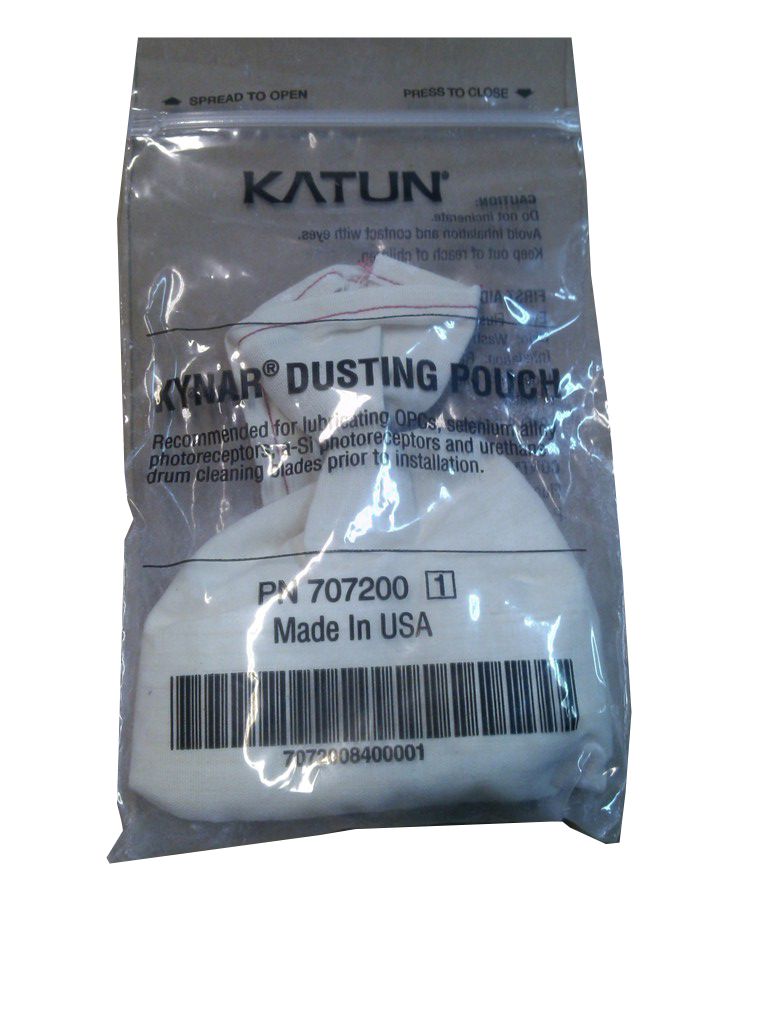 SPREAD TO OPEN PRESS TO CLOSE
KATUN®
CAUTION:
Do not incinerate.
Avoid inhalation and contact with eyes.
Keep out of reach of children.
FIRST AID
KYNAR® DUSTING POUCH
Recommended for lubricating OPCs, selenium alloy
photoreceptors, a-Si photoreceptors and urethane
drum cleaning blades prior to installation.
PN 707200 1
Made In USA
7072008400001